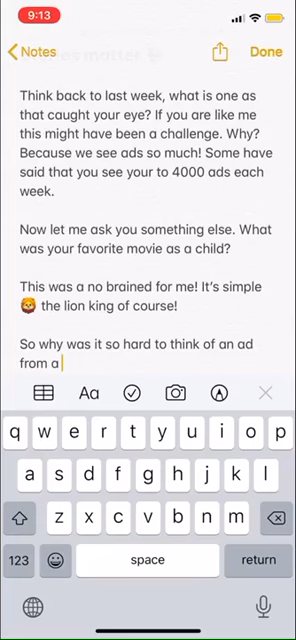 9:13
Notes
Done
Think back to last week, what is one as
that caught your eye? If you are like me
this might have been a challenge. Why?
Because we see ads so much! Some have
said that you see your to 4000 ads each
week.
Now let me ask you something else. What
was your favorite movie as a child?
This was a no brained for me! It's simple
🦁 the lion king of course!
So why was it so hard to think of an ad
from a
Aa
q w e r t y u i o p
a s d f g h j k l
z x c v b n m
123 space return